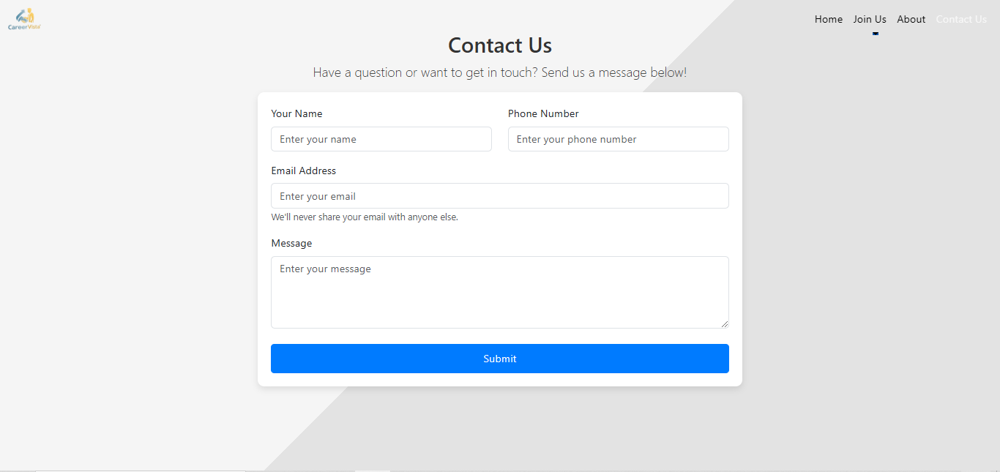 CareerVista
Home Join Us About Contact Us
Contact Us
Have a question or want to get in touch? Send us a message below!
Your Name Phone Number
Enter your name Enter your phone number
Email Address
Enter your email
We'll never share your email with anyone else.
Message
Enter your message
Submit